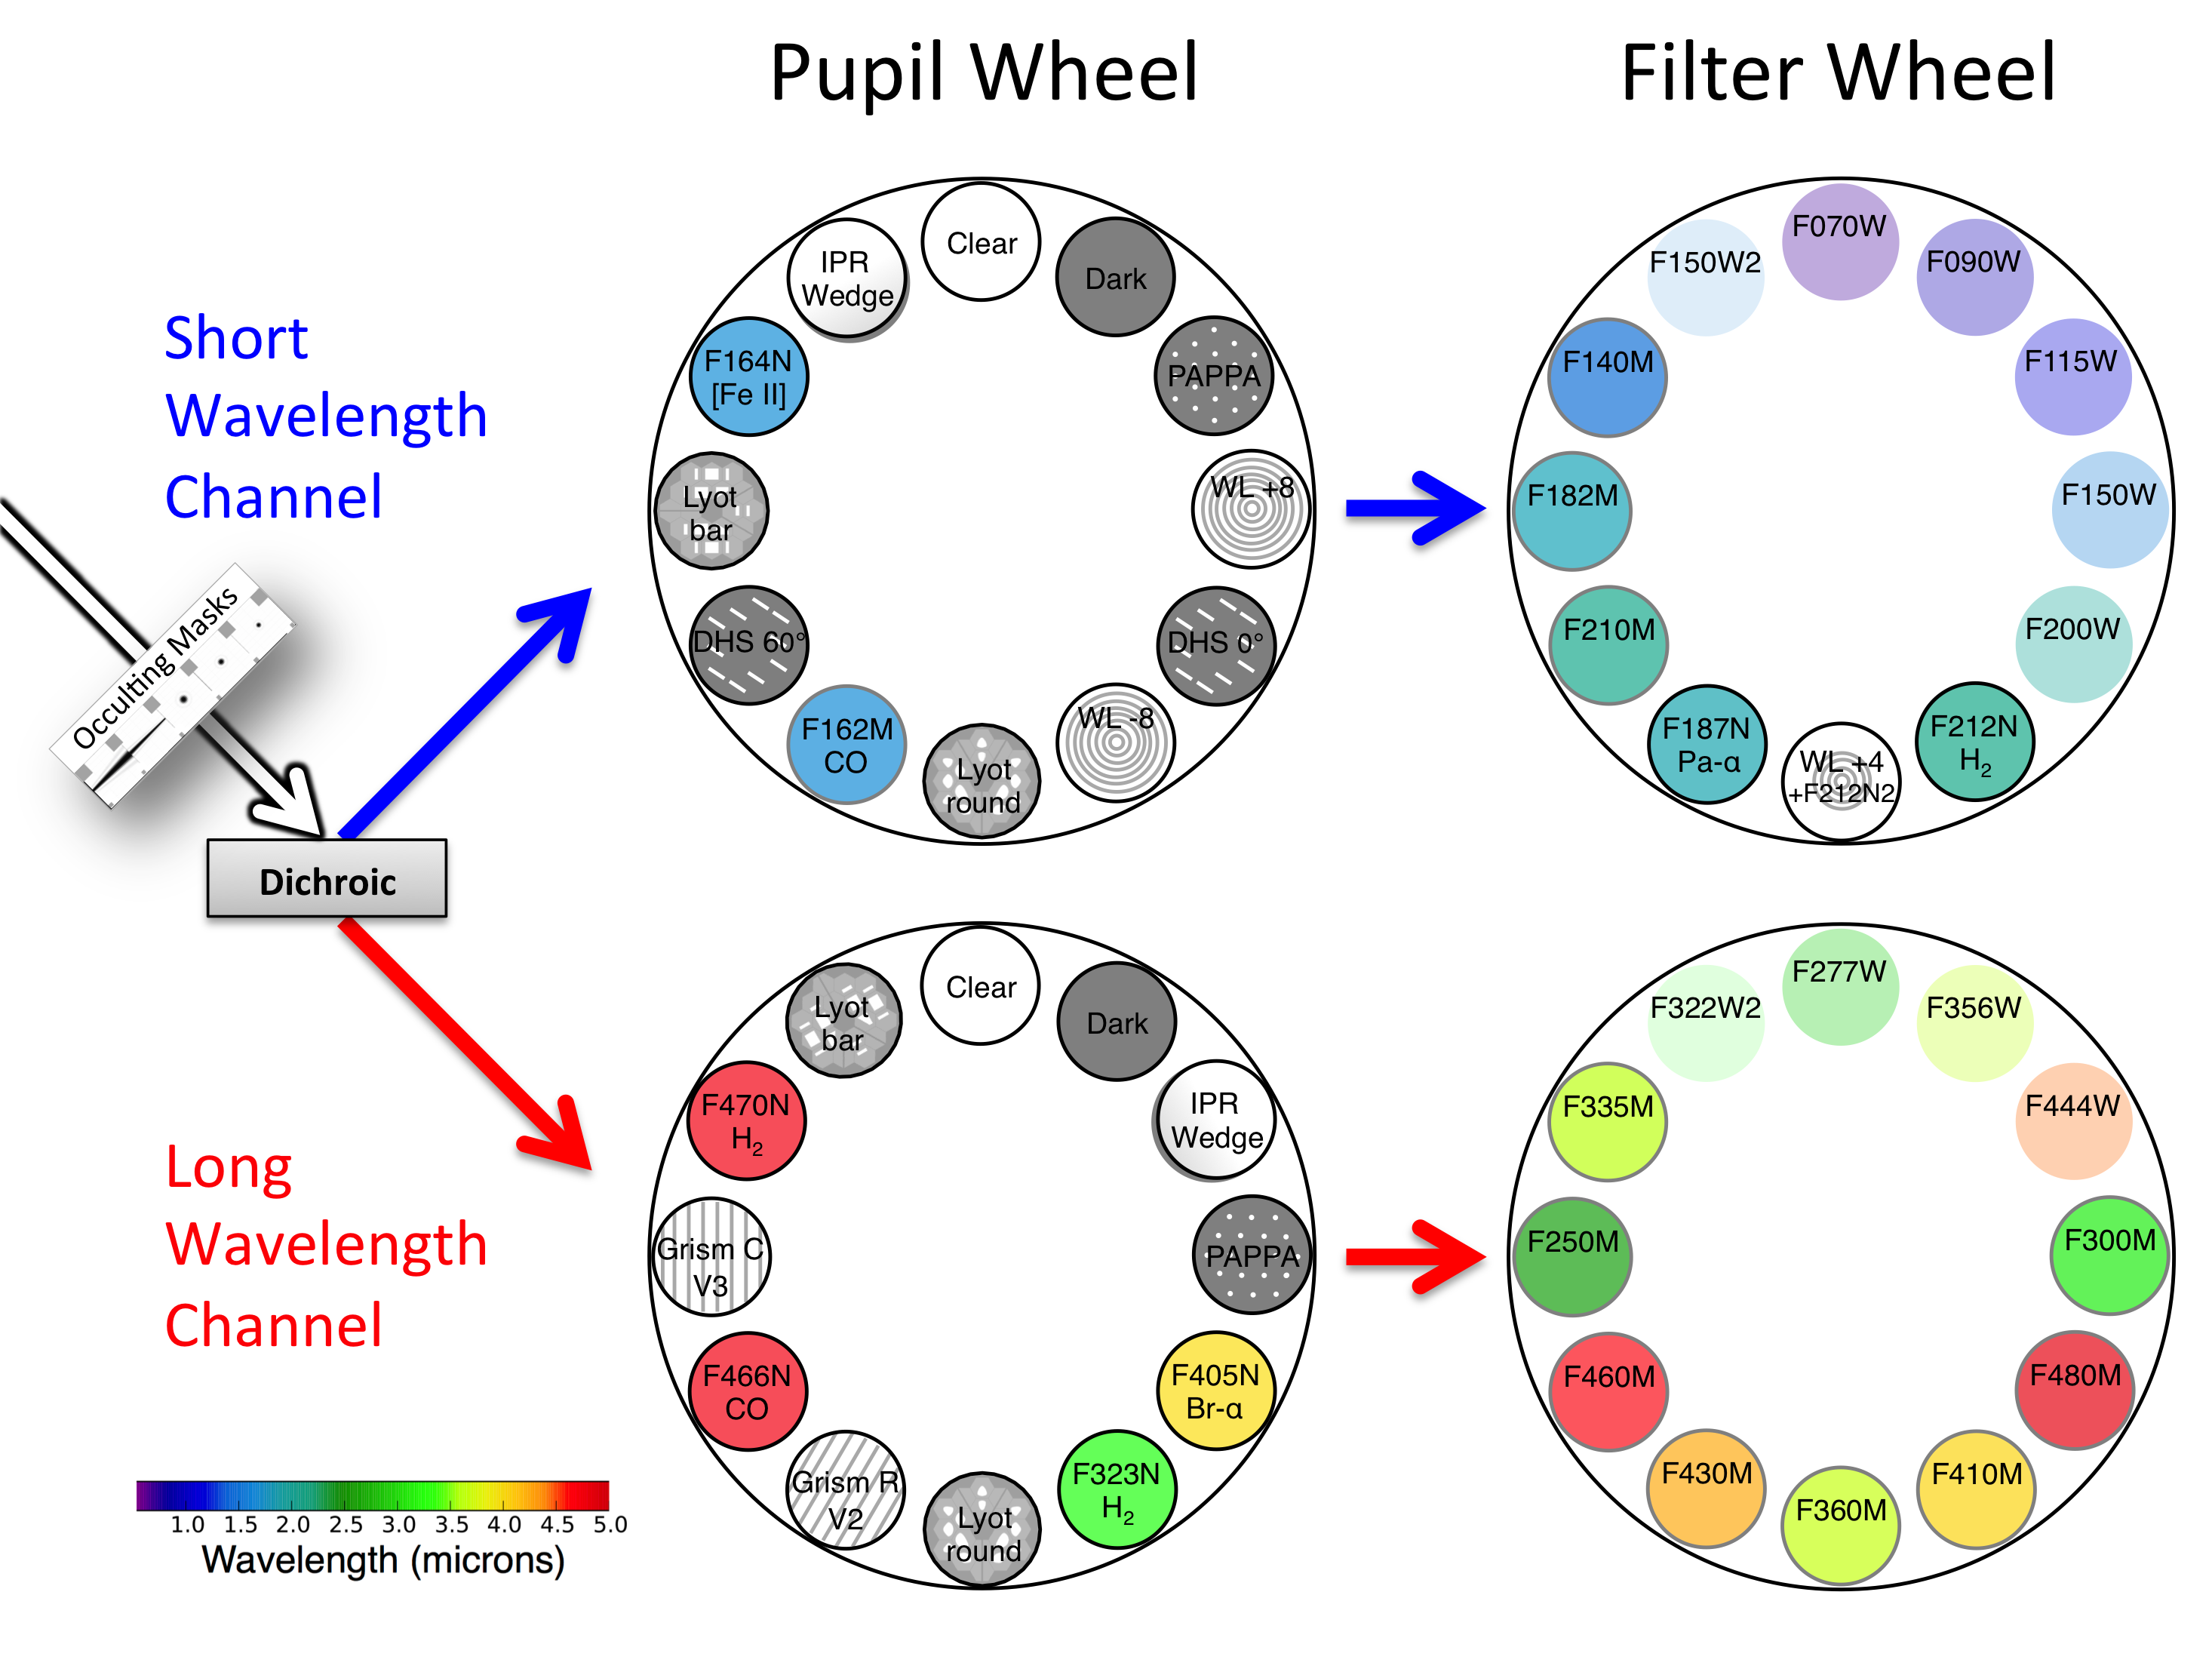 Pupil Wheel
Filter Wheel
Short
Wavelength
Channel
Occulting Masks
Dichroic
Long
Wavelength
Channel
Clear
Dark
PAPPA
WL +8
DHS 0°
WL -8
Lyot
round
F162M
CO
DHS 60°
Lyot
bar
F164N
[Fe II]
IPR
Wedge
F070W
F090W
F115W
F150W
F200W
F212N
H₂
WL +4
+F212N2
F187N
Pa-α
F210M
F182M
F140M
F150W2
Clear
Dark
IPR
Wedge
PAPPA
F405N
Br-α
F323N
H₂
Lyot
round
Grism R
V2
F466N
CO
Grism C
V3
F470N
H₂
Lyot
bar
F277W
F356W
F444W
F300M
F480M
F410M
F360M
F430M
F460M
F250M
F335M
F322W2
1.0 1.5 2.0 2.5 3.0 3.5 4.0 4.5 5.0
Wavelength (microns)